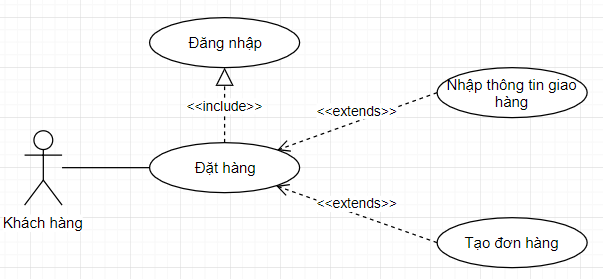 Đăng nhập
<<include>>
Nhập thông tin giao
hàng
<<extends>>
Đặt hàng
Khách hàng
<<extends>>
Tạo đơn hàng